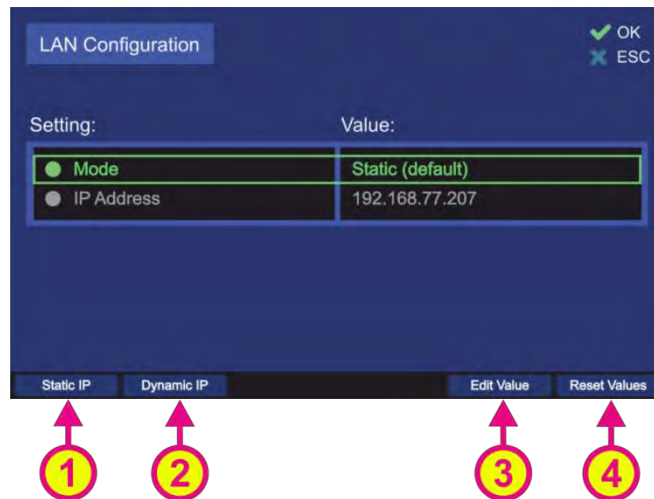 LAN Configuration
OK
ESC
Setting:
Value:
Mode
Static (default)
IP Address
192.168.77.207
Static IP
Dynamic IP
Edit Value
Reset Values
1
2
3
4